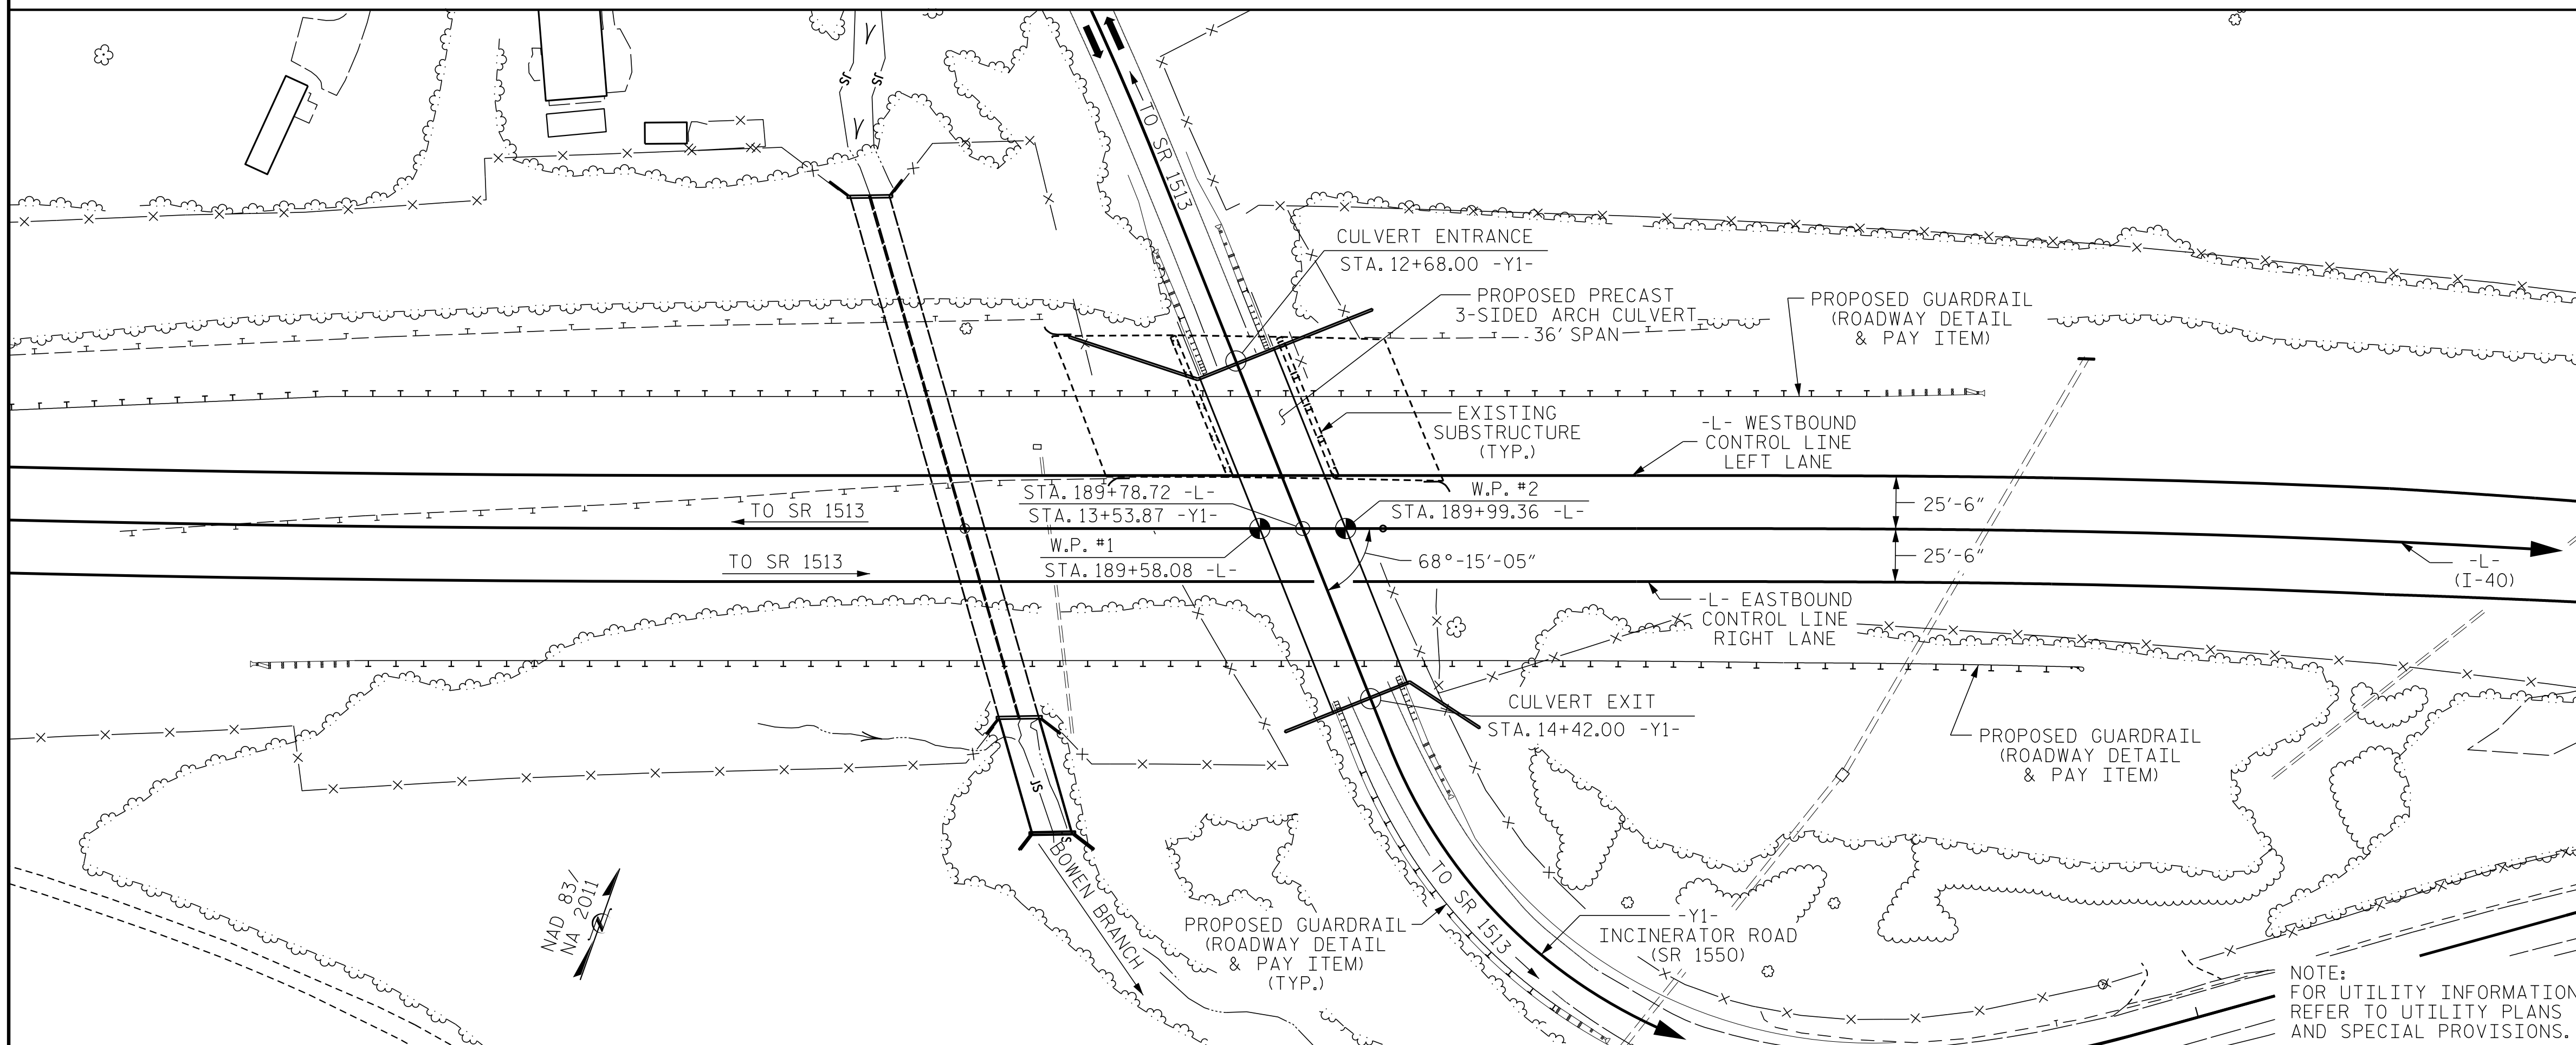 TO SR 1513
CULVERT ENTRANCE
STA. 12+68.00 -Y1-
PROPOSED PRECAST
3-SIDED ARCH CULVERT
36' SPAN
PROPOSED GUARDRAIL
(ROADWAY DETAIL
& PAY ITEM)
EXISTING
SUBSTRUCTURE
(TYP.)
-L- WESTBOUND
CONTROL LINE
LEFT LANE
STA. 189+78.72 -L-
STA. 13+53.87 -Y1-
W.P. #2
STA. 189+99.36 -L-
25'-6"
TO SR 1513
W.P. #1
STA. 189+58.08 -L-
68°-15'-05"
25'-6"
TO SR 1513
-L-
(I-40)
-L- EASTBOUND
CONTROL LINE
RIGHT LANE
CULVERT EXIT
STA. 14+42.00 -Y1-
PROPOSED GUARDRAIL
(ROADWAY DETAIL
& PAY ITEM)
JS
JS
JS
S
BOWEN BRANCH
NAD 83/
NA 2011
PROPOSED GUARDRAIL
(ROADWAY DETAIL
& PAY ITEM)
(TYP.)
TO SR 1513
-Y1-
INCINERATOR ROAD
(SR 1550)
NOTE:
FOR UTILITY INFORMATION
REFER TO UTILITY PLANS
AND SPECIAL PROVISIONS.